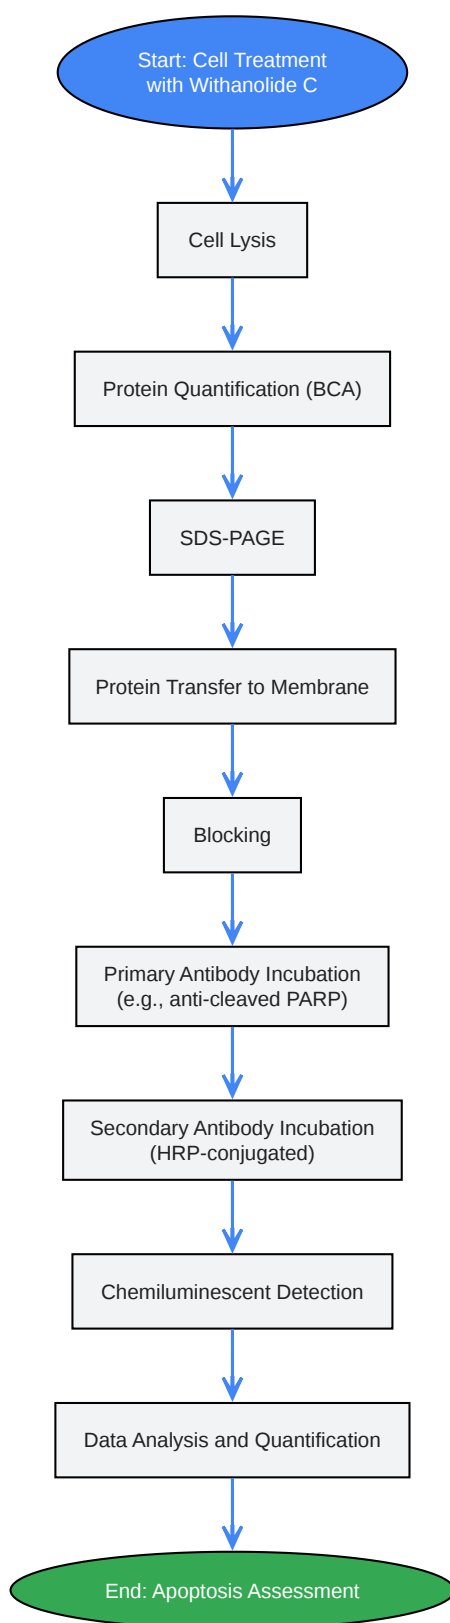 Start: Cell Treatment
with Withanolide C
Cell Lysis
Protein Quantification (BCA)
SDS-PAGE
Protein Transfer to Membrane
Blocking
Primary Antibody Incubation
(e.g., anti-cleaved PARP)
Secondary Antibody Incubation
(HRP-conjugated)
Chemiluminescent Detection
Data Analysis and Quantification
End: Apoptosis Assessment